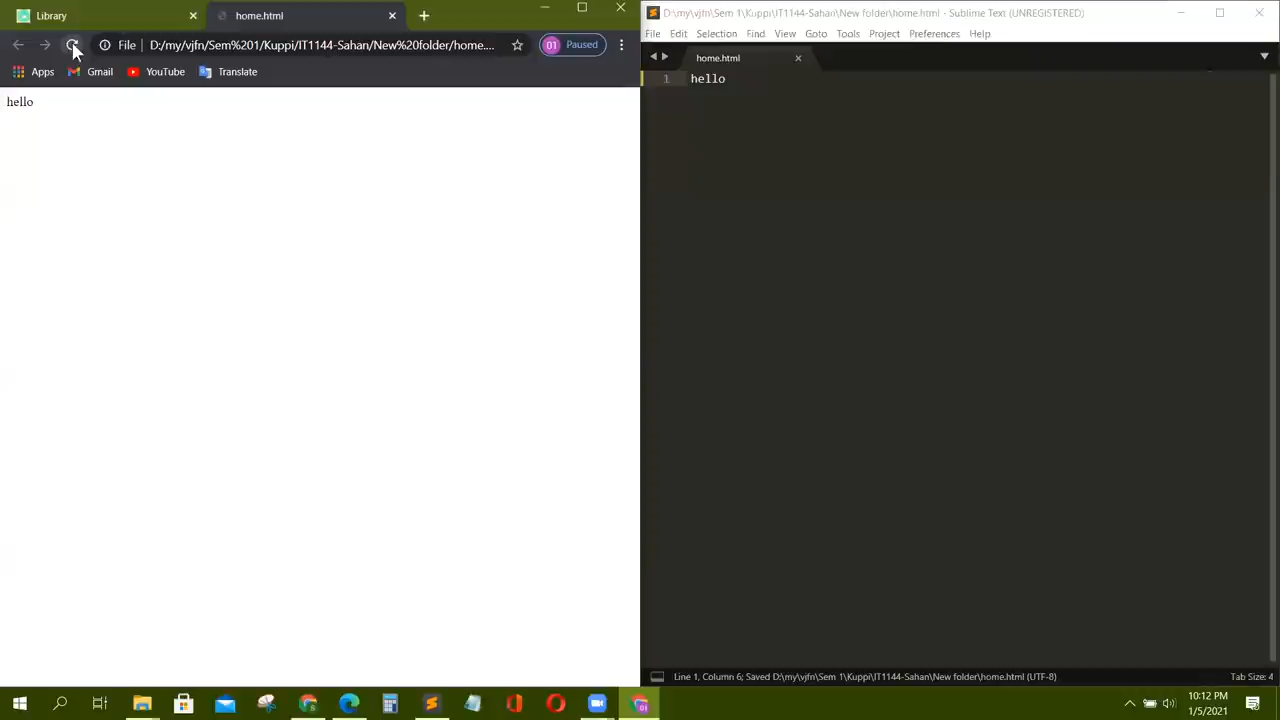 Library
home.html
File
D:/my/vjfn/Sem%201/Kuppi/IT1144-Sahan/New%20folder/home....
01 Paused
Apps
Gmail
YouTube
Translate
hello
D:\my\vjfn\Sem 1\Kuppi\IT1144-Sahan\New folder\home.html - Sublime Text (UNREGISTERED)
File Edit Selection Find View Goto Tools Project Preferences Help
home.html
1 hello
Line 1, Column 6; Saved D:\my\vjfn\Sem 1\Kuppi\IT1144-Sahan\New folder\home.html (UTF-8)
Tab Size: 4
01
10:12 PM
1/5/2021